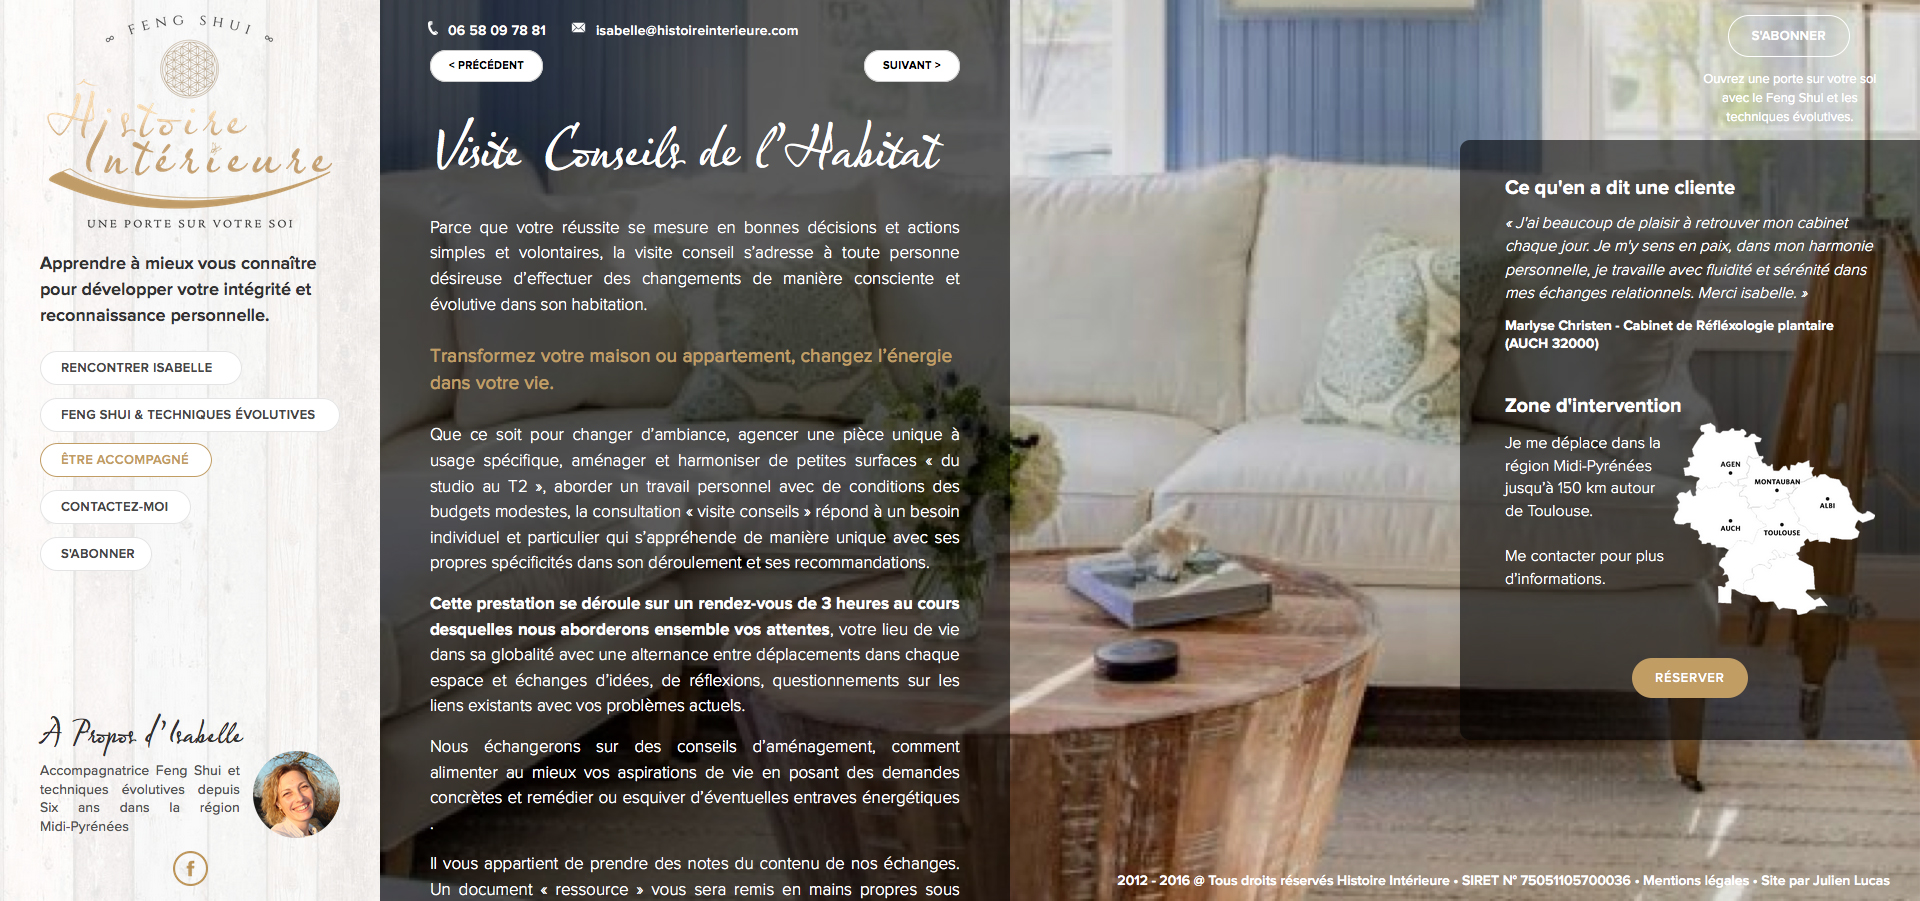 FENG SHUI
Histoire
Intérieure
UNE PORTE SUR VOTRE SOI
Apprendre à mieux vous connaître
pour développer votre intégrité et
reconnaissance personnelle.
RENCONTRER ISABELLE
FENG SHUI & TECHNIQUES ÉVOLUTIVES
ÊTRE ACCOMPAGNÉ
CONTACTEZ-MOI
S'ABONNER
À Propos d'Isabelle
Accompagnatrice Feng Shui et
techniques évolutives depuis
Six ans dans la région
Midi-Pyrénées
f
06 58 09 78 81
isabelle@histoireinterieure.com
< PRÉCÉDENT
SUIVANT >
Visite Conseils de l'Habitat
Parce que votre réussite se mesure en bonnes décisions et actions
simples et volontaires, la visite conseil s’adresse à toute personne
désireuse d’effectuer des changements de manière consciente et
évolutive dans son habitation.
Transformez votre maison ou appartement, changez l’énergie
dans votre vie.
Que ce soit pour changer d’ambiance, agencer une pièce unique à
usage spécifique, aménager et harmoniser de petites surfaces « du
studio au T2 », aborder un travail personnel avec de conditions des
budgets modestes, la consultation « visite conseils » répond à un besoin
individuel et particulier qui s’appréhende de manière unique avec ses
propres spécificités dans son déroulement et ses recommandations.
Cette prestation se déroule sur un rendez-vous de 3 heures au cours
desquelles nous aborderons ensemble vos attentes, votre lieu de vie
dans sa globalité avec une alternance entre déplacements dans chaque
espace et échanges d’idées, de réflexions, questionnements sur les
liens existants avec vos problèmes actuels.
Nous échangerons sur des conseils d’aménagement, comment
alimenter au mieux vos aspirations de vie en posant des demandes
concrètes et remédier ou esquiver d’éventuelles entraves énergétiques
.
Il vous appartient de prendre des notes du contenu de nos échanges.
Un document « ressource » vous sera remis en mains propres sous
S'ABONNER
Ouvrez une porte sur votre soi
avec le Feng Shui et les
techniques évolutives.
Ce qu'en a dit une cliente
« J'ai beaucoup de plaisir à retrouver mon cabinet
chaque jour. Je m'y sens en paix, dans mon harmonie
personnelle, je travaille avec fluidité et sérénité dans
mes échanges relationnels. Merci isabelle. »
Marlyse Christen - Cabinet de Réfléxologie plantaire
(AUCH 32000)
Zone d'intervention
Je me déplace dans la
région Midi-Pyrénées
jusqu’à 150 km autour
de Toulouse.
Me contacter pour plus
d’informations.
AGEN
MONTAUBAN
ALBI
AUCH
TOULOUSE
RÉSERVER
2012 - 2016 @ Tous droits réservés Histoire Intérieure • SIRET N° 75051105700036 • Mentions légales • Site par Julien Lucas